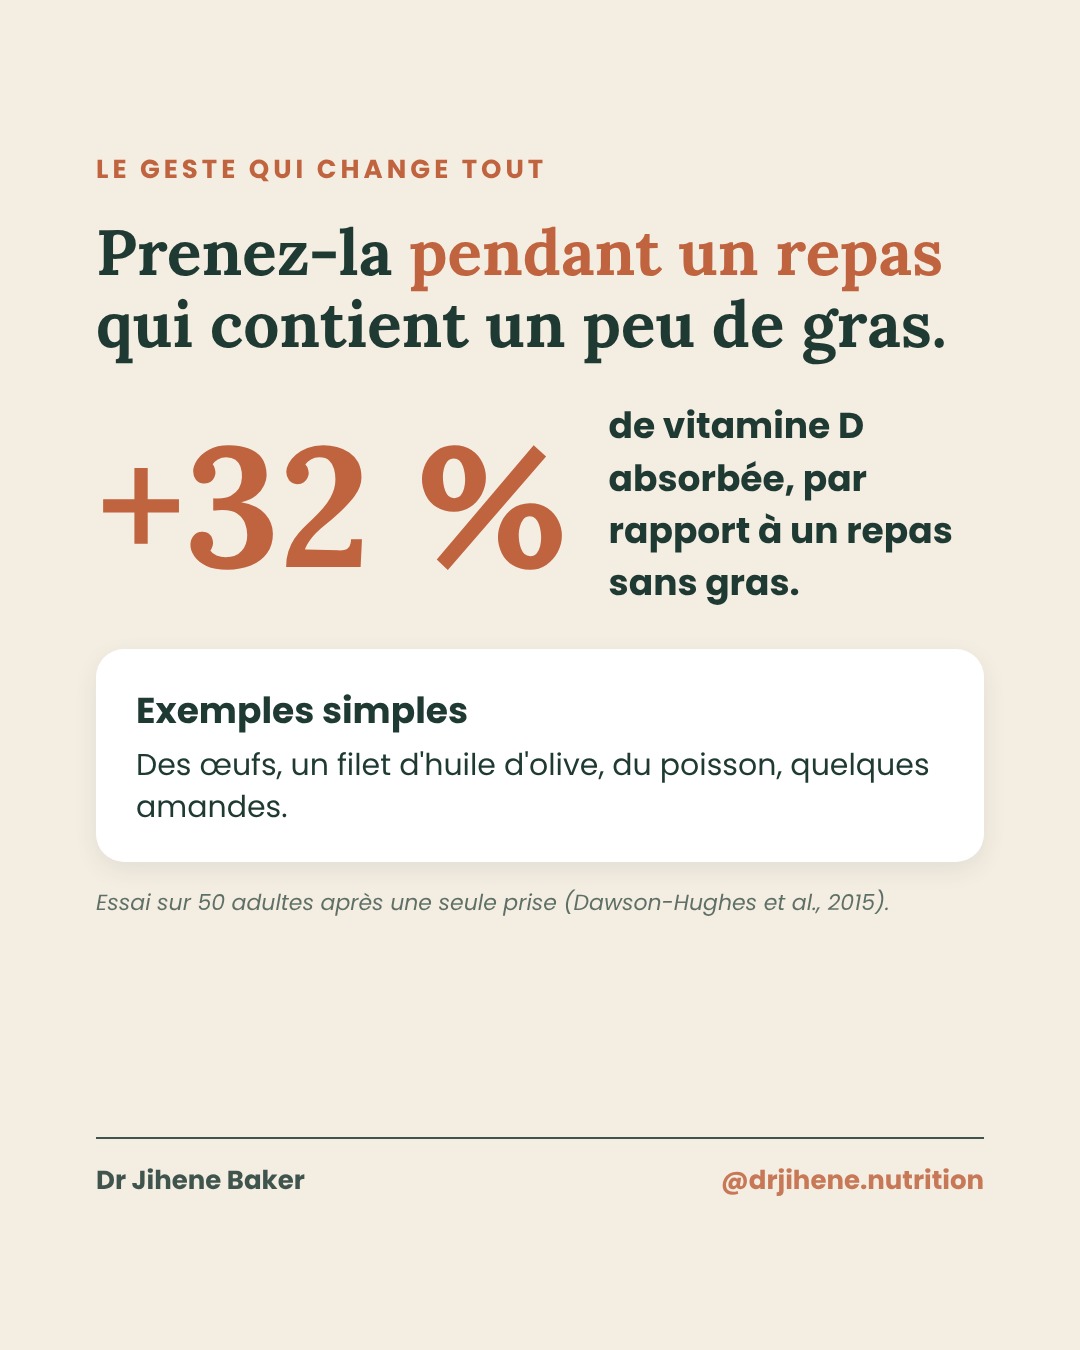 LE GESTE QUI CHANGE TOUT
Prenez-la pendant un repas
qui contient un peu de gras.
+32 %
de vitamine D
absorbée, par
rapport à un repas
sans gras.
Exemples simples
Des œufs, un filet d'huile d'olive, du poisson, quelques
amandes.
Essai sur 50 adultes après une seule prise (Dawson-Hughes et al., 2015).
Dr Jihene Baker
@drjihene.nutrition